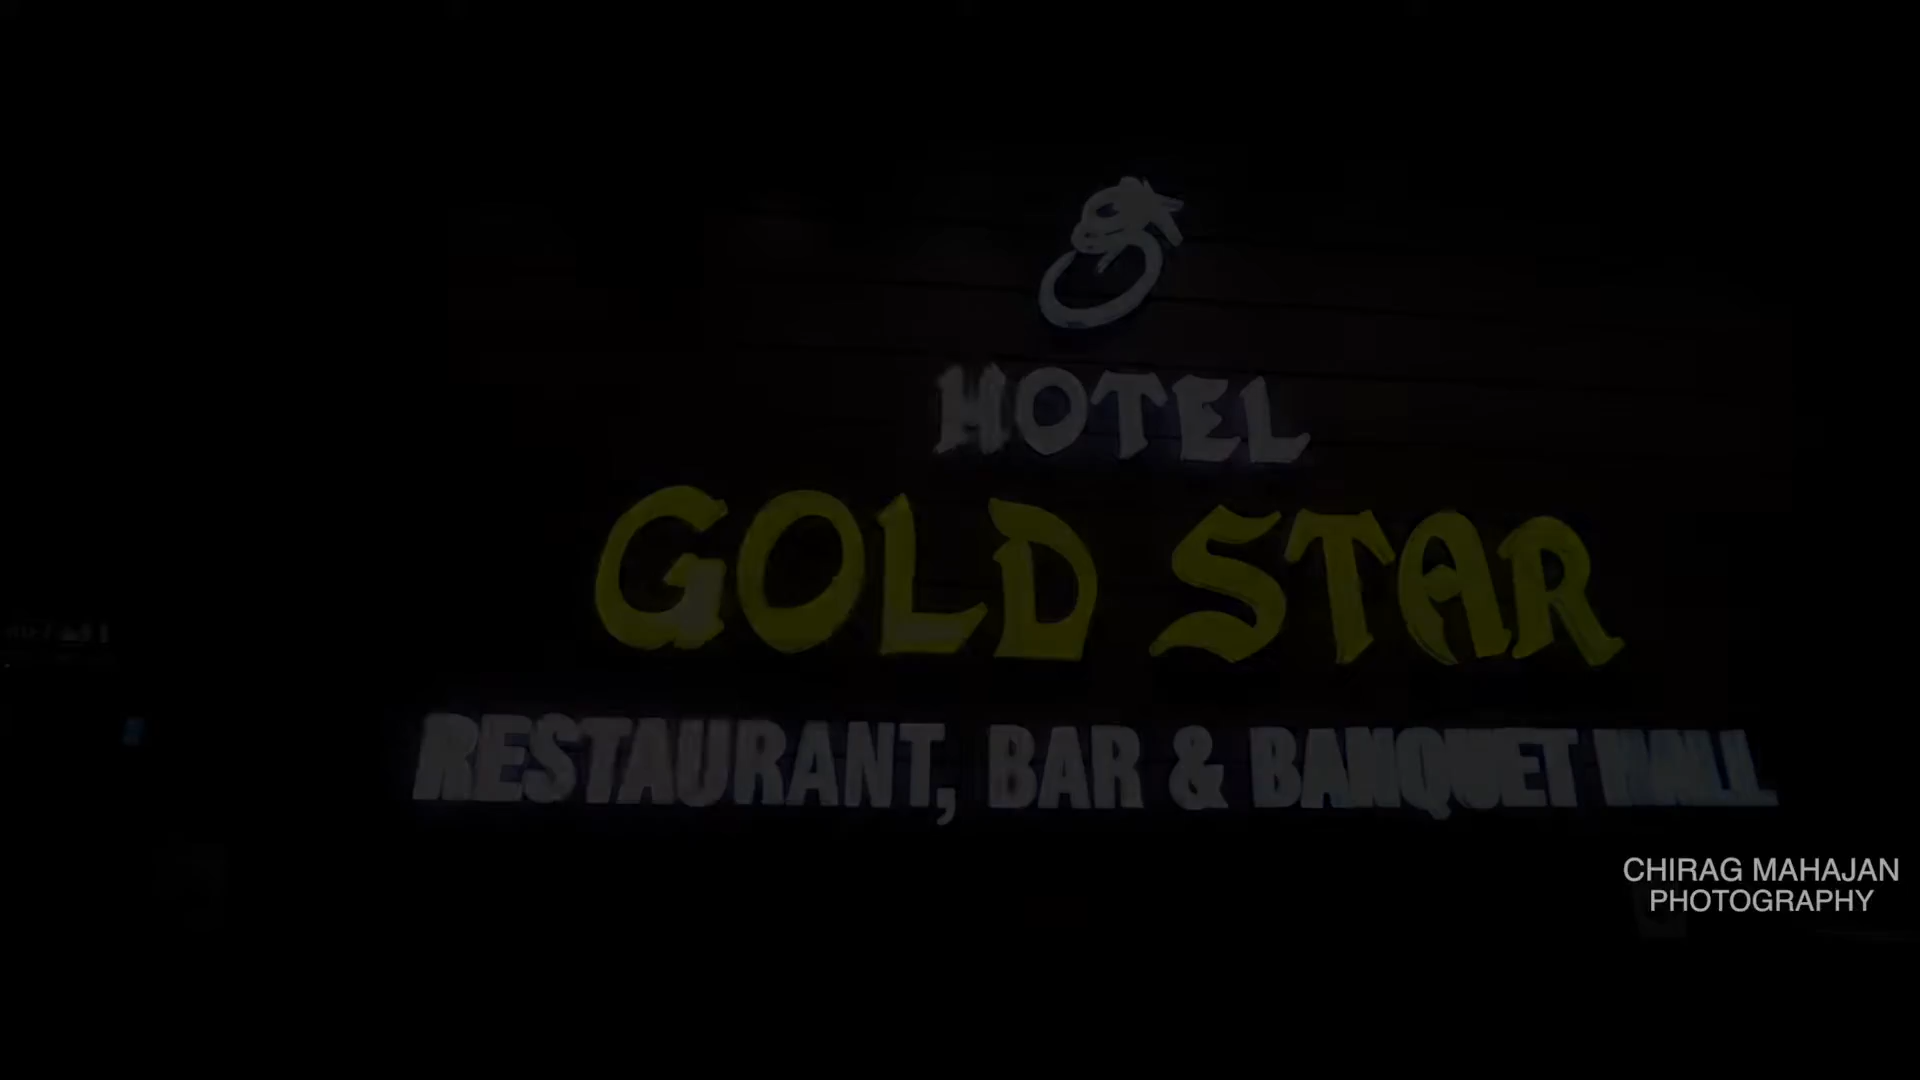 HOTEL
GOLD STAR
RESTAURANT, BAR & BANQUET HALL
CHIRAG MAHAJAN
PHOTOGRAPHY